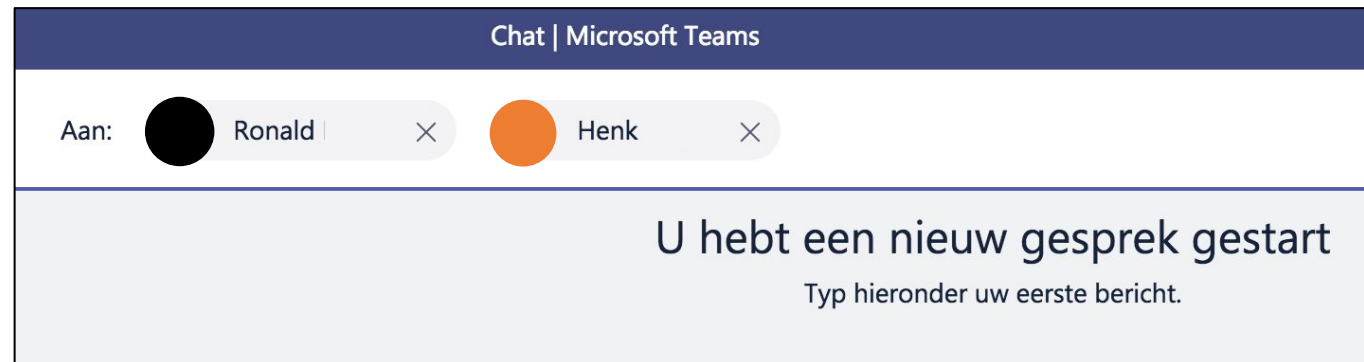 Chat | Microsoft Teams
Aan: Ronald Henk
U hebt een nieuw gesprek gestart
Typ hieronder uw eerste bericht.